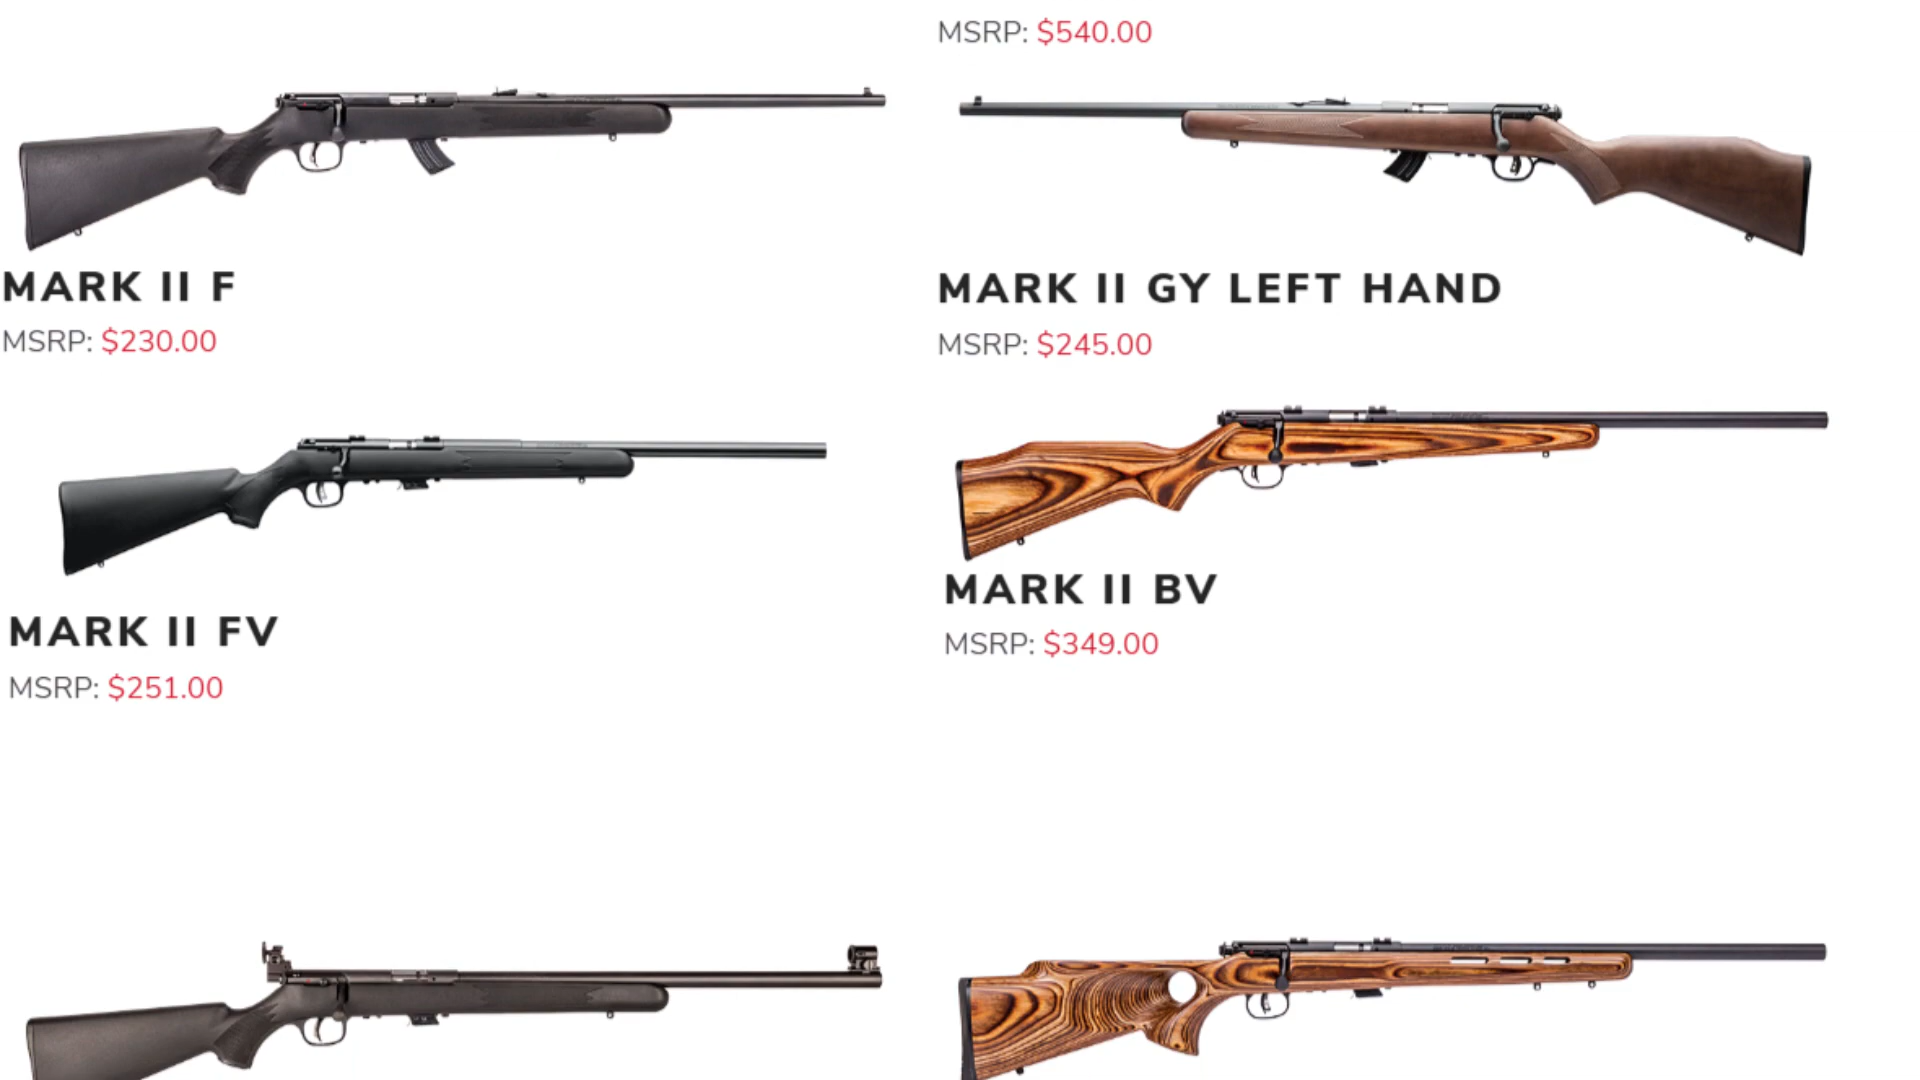 MSRP: $540.00
MARK II F
MSRP: $230.00
MARK II GY LEFT HAND
MSRP: $245.00
MARK II FV
MSRP: $251.00
MARK II BV
MSRP: $349.00